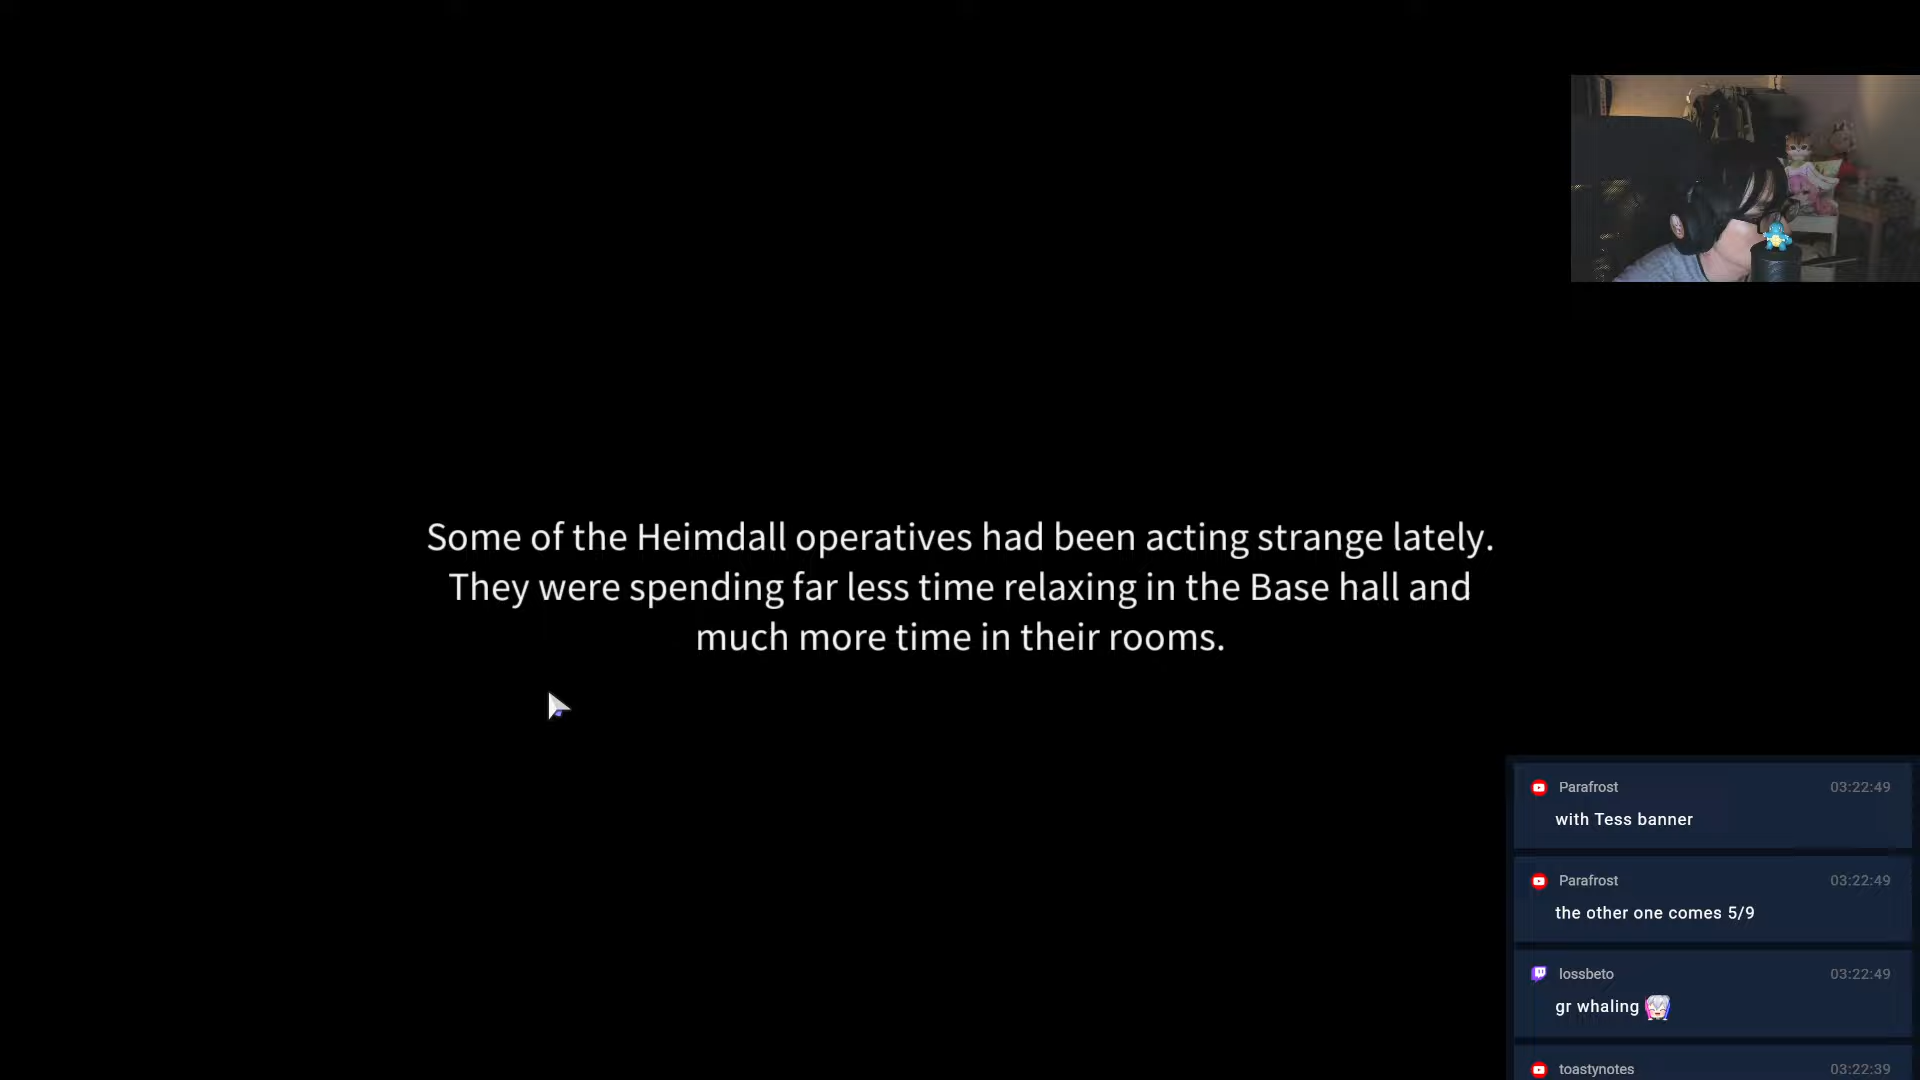 Some of the Heimdall operatives had been acting strange lately.
They were spending far less time relaxing in the Base hall and
much more time in their rooms.
Parafrost 03:22:49
with Tess banner
Parafrost 03:22:49
the other one comes 5/9
lossbeto 03:22:49
gr whaling
toastynotes 03:22:39